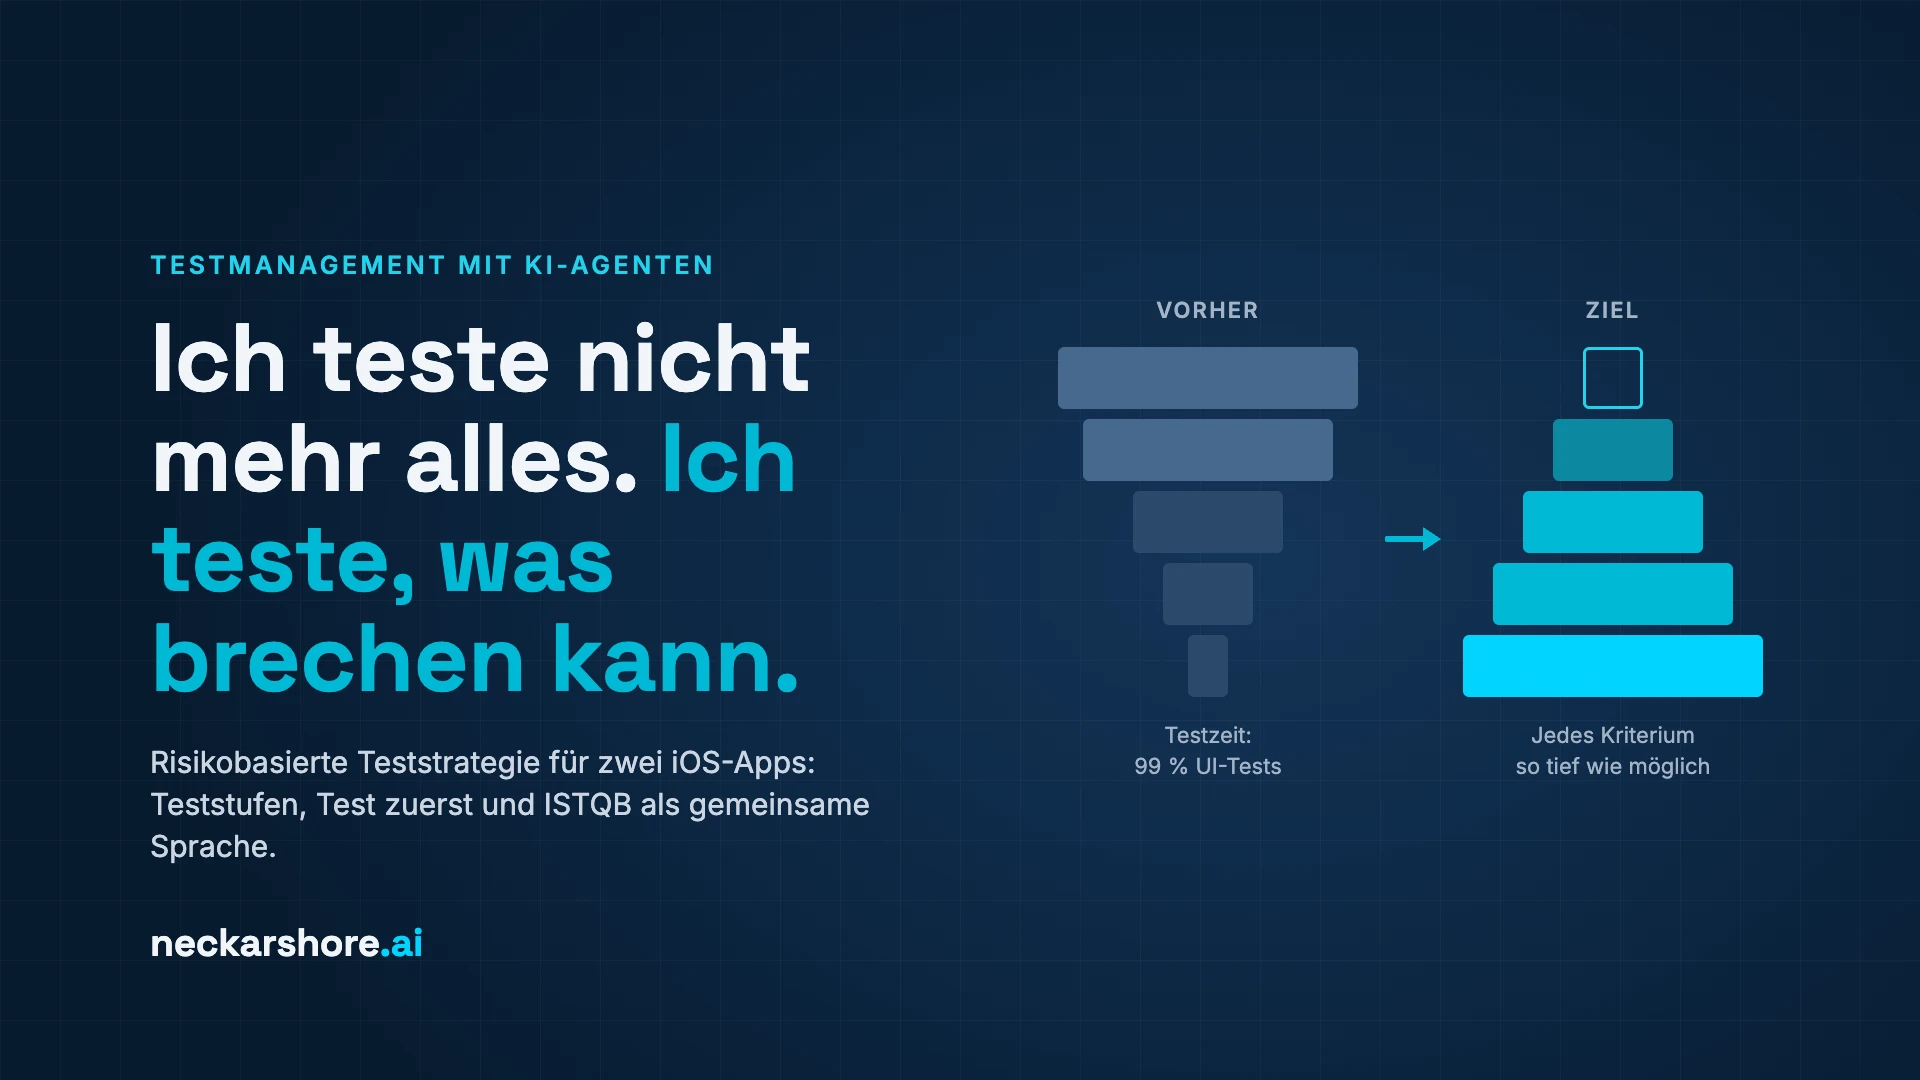 TESTMANAGEMENT MIT KI-AGENTEN
Ich teste nicht
mehr alles. Ich
teste, was
brechen kann.
Risikobasierte Teststrategie für zwei iOS-Apps:
Teststufen, Test zuerst und ISTQB als gemeinsame
Sprache.
neckarshore.ai
VORHER
Testzeit:
99 % UI-Tests
ZIEL
Jedes Kriterium
so tief wie möglich